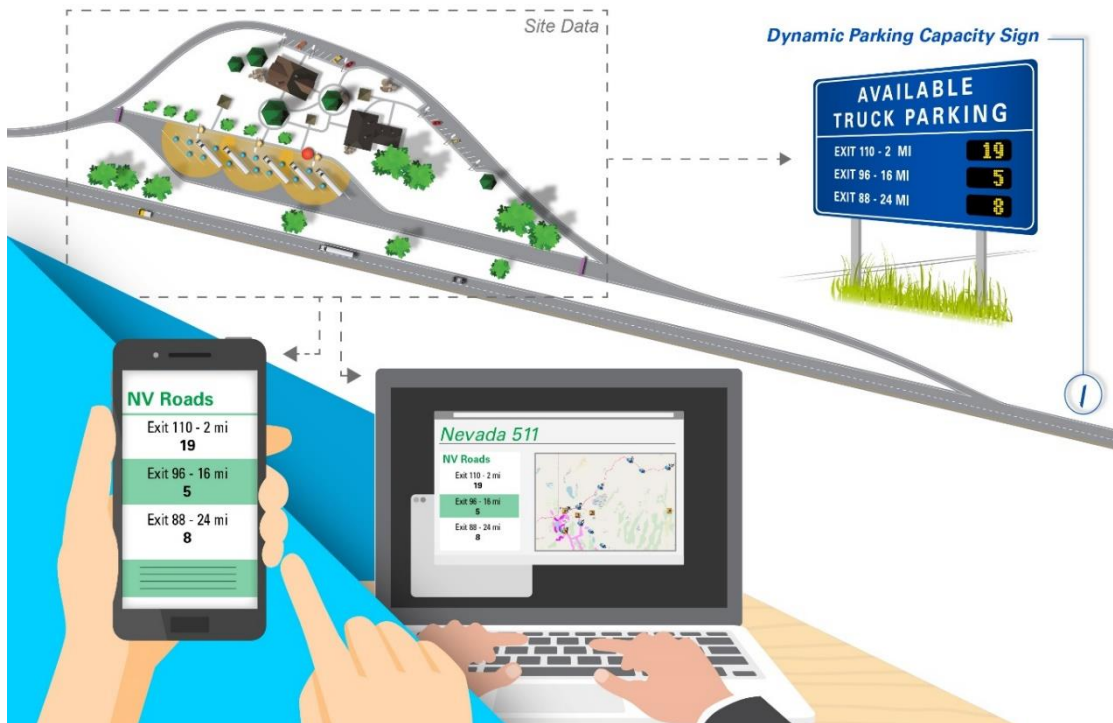 Site Data
Dynamic Parking Capacity Sign
AVAILABLE
TRUCK PARKING
EXIT 110 - 2 MI 19
EXIT 96 - 16 MI 5
EXIT 88 - 24 MI 8
1
NV Roads
Exit 110 - 2 mi
19
Exit 96 - 16 mi
5
Exit 88 - 24 mi
8
Nevada 511
NV Roads
Exit 110 - 2 mi
19
Exit 96 - 16 mi
5
Exit 88 - 24 mi
8